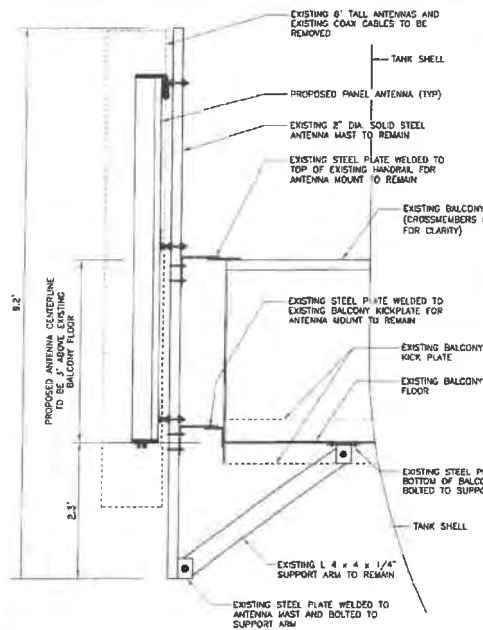 EXISTING 8' TALL ANTENNAS AND
EXISTING COAX CABLES TO BE
REMOVED
TANK SHELL
PROPOSED PANEL ANTENNA (TYP)
EXISTING 2" DIA. SOLID STEEL
ANTENNA MAST TO REMAIN
EXISTING STEEL PLATE WELDED TO
TOP OF EXISTING HANDRAIL FOR
ANTENNA MOUNT TO REMAIN
EXISTING BALCONY
(CROSSMEMBERS
FOR CLARITY)
9.2'
PROPOSED ANTENNA CENTERLINE
TO BE 3' ABOVE EXISTING
BALCONY FLOOR
EXISTING STEEL PLATE WELDED TO
EXISTING BALCONY KICKPLATE FOR
ANTENNA MOUNT TO REMAIN
EXISTING BALCONY
KICK PLATE
EXISTING BALCONY
FLOOR
2.3'
EXISTING STEEL
BOTTOM OF BALCO
BOLTED TO SUPPO
TANK SHELL
EXISTING L 4 x 4 x 1/4"
SUPPORT ARM TO REMAIN
EXISTING STEEL PLATE WELDED TO
ANTENNA MAST AND BOLTED TO
SUPPORT ARM